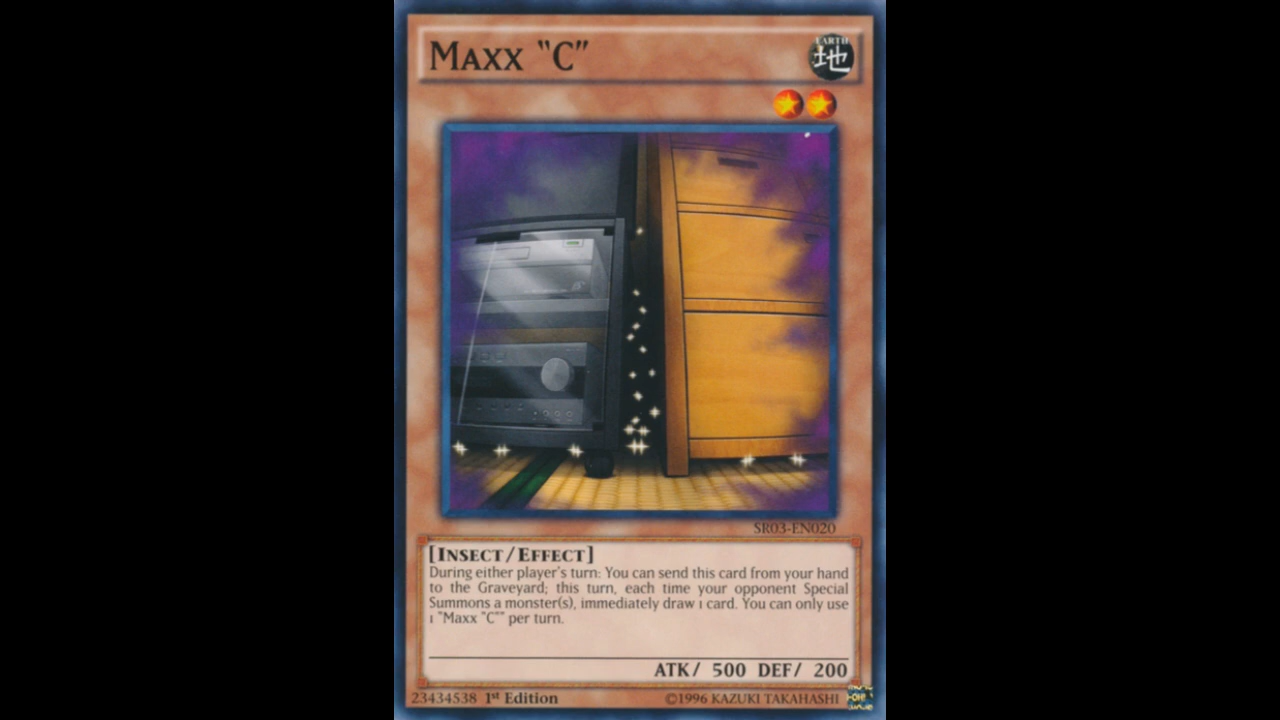 Maxx "C"
EARTH
地
SR03-EN020
[Insect/Effect]
During either player's turn: You can send this card from your hand
to the Graveyard; this turn, each time your opponent Special
Summons a monster(s), immediately draw 1 card. You can only use
1 "Maxx "C"" per turn.
ATK/ 500 DEF/ 200
23434538 1st Edition
©1996 KAZUKI TAKAHASHI